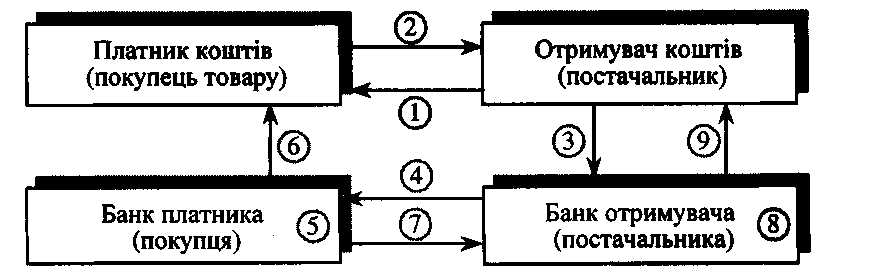 Платник коштів
(покупець товару)
2
Отримувач коштів
(постачальник)
1
6
3
9
4
Банк платника
(покупця)
5
7
Банк отримувача
(постачальника)
8